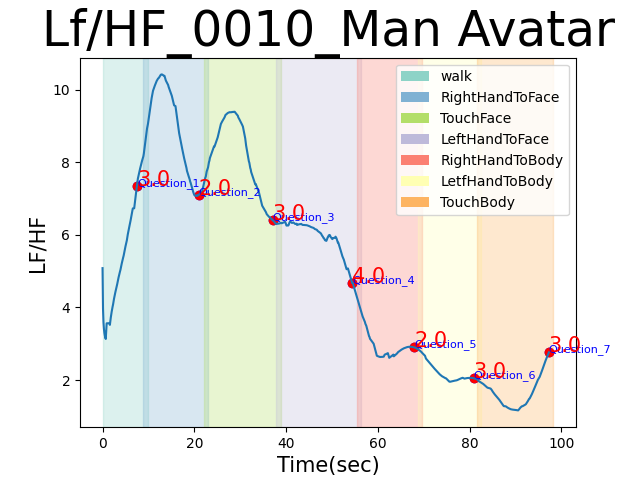 Lf/HF_0010_Man Avatar
walk
RightHandToFace
TouchFace
LeftHandToFace
RightHandToBody
LetfHandToBody
TouchBody
10
8
6
4
2
LF/HF
3.0
Question_1
2.0
Question_2
3.0
Question_3
4.0
Question_4
2.0
Question_5
3.0
Question_6
3.0
Question_7
0
20
40
60
80
100
Time(sec)